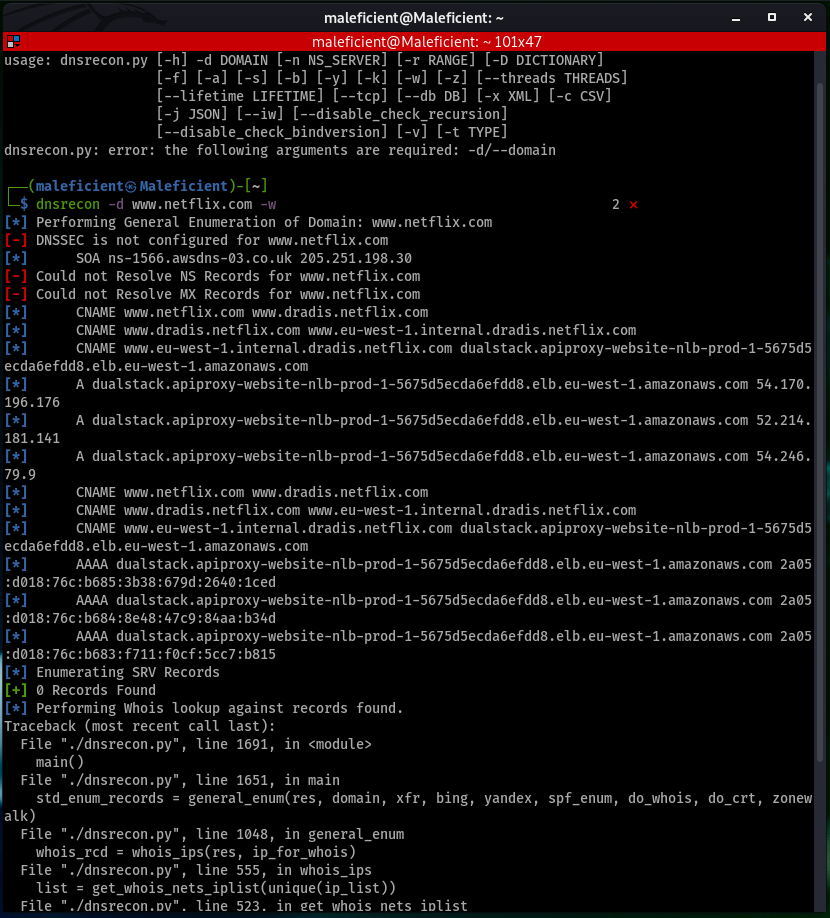 maleficient@Maleficient: ~
maleficient@Maleficient: ~ 101x47
usage: dnsrecon.py [-h] -d DOMAIN [-n NS_SERVER] [-r RANGE] [-D DICTIONARY]
[-f] [-a] [-s] [-b] [-y] [-k] [-w] [-z] [--threads THREADS]
[--lifetime LIFETIME] [--tcp] [--db DB] [-x XML] [-c CSV]
[-j JSON] [--iw] [--disable_check_recursion]
[--disable_check_bindversion] [-v] [-t TYPE]
dnsrecon.py: error: the following arguments are required: -d/--domain
┌──(maleficient㉿Maleficient)-[~]
└─$ dnsrecon -d www.netflix.com -w 2 ⨯
[*] Performing General Enumeration of Domain: www.netflix.com
[-] DNSSEC is not configured for www.netflix.com
[*] SOA ns-1566.awsdns-03.co.uk 205.251.198.30
[-] Could not Resolve NS Records for www.netflix.com
[-] Could not Resolve MX Records for www.netflix.com
[*] CNAME www.netflix.com www.dradis.netflix.com
[*] CNAME www.dradis.netflix.com www.eu-west-1.internal.dradis.netflix.com
[*] CNAME www.eu-west-1.internal.dradis.netflix.com dualstack.apiproxy-website-nlb-prod-1-5675d5
ecda6efdd8.elb.eu-west-1.amazonaws.com
[*] A dualstack.apiproxy-website-nlb-prod-1-5675d5ecda6efdd8.elb.eu-west-1.amazonaws.com 54.170.
196.176
[*] A dualstack.apiproxy-website-nlb-prod-1-5675d5ecda6efdd8.elb.eu-west-1.amazonaws.com 52.214.
181.141
[*] A dualstack.apiproxy-website-nlb-prod-1-5675d5ecda6efdd8.elb.eu-west-1.amazonaws.com 54.246.
79.9
[*] CNAME www.netflix.com www.dradis.netflix.com
[*] CNAME www.dradis.netflix.com www.eu-west-1.internal.dradis.netflix.com
[*] CNAME www.eu-west-1.internal.dradis.netflix.com dualstack.apiproxy-website-nlb-prod-1-5675d5
ecda6efdd8.elb.eu-west-1.amazonaws.com
[*] AAAA dualstack.apiproxy-website-nlb-prod-1-5675d5ecda6efdd8.elb.eu-west-1.amazonaws.com 2a05
:d018:76c:b685:3b38:679d:2640:1ced
[*] AAAA dualstack.apiproxy-website-nlb-prod-1-5675d5ecda6efdd8.elb.eu-west-1.amazonaws.com 2a05
:d018:76c:b684:8e48:47c9:84aa:b34d
[*] AAAA dualstack.apiproxy-website-nlb-prod-1-5675d5ecda6efdd8.elb.eu-west-1.amazonaws.com 2a05
:d018:76c:b683:f711:f0cf:5cc7:b815
[*] Enumerating SRV Records
[+] 0 Records Found
[*] Performing Whois lookup against records found.
Traceback (most recent call last):
File "./dnsrecon.py", line 1691, in <module>
main()
File "./dnsrecon.py", line 1651, in main
std_enum_records = general_enum(res, domain, xfr, bing, yandex, spf_enum, do_whois, do_crt, zonew
alk)
File "./dnsrecon.py", line 1048, in general_enum
whois_rcd = whois_ips(res, ip_for_whois)
File "./dnsrecon.py", line 555, in whois_ips
list = get_whois_nets_iplist(unique(ip_list))
File "./dnsrecon.py", line 523, in get_whois_nets_iplist